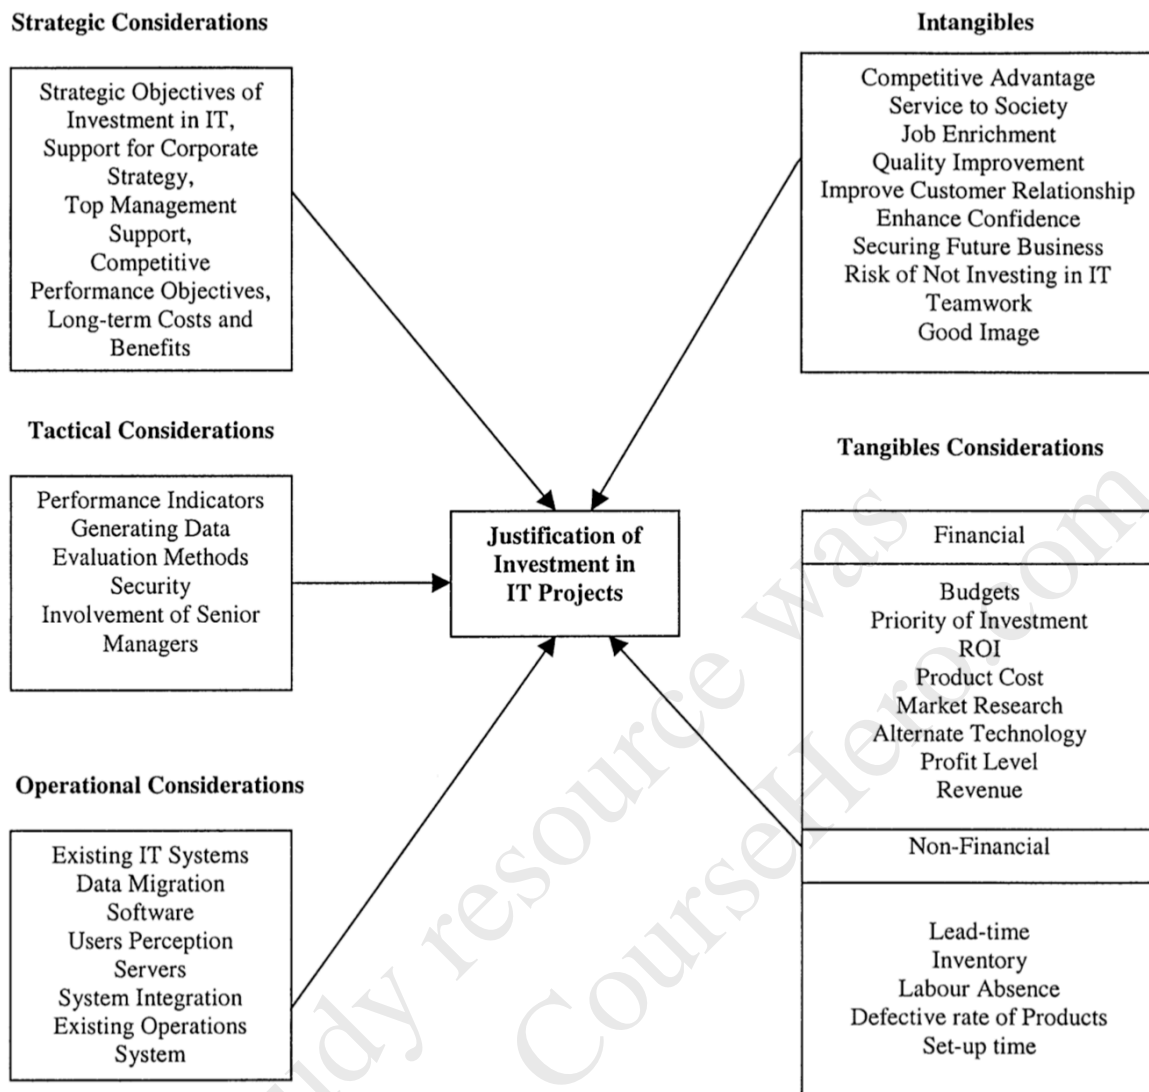 Strategic Considerations
Strategic Objectives of
Investment in IT,
Support for Corporate
Strategy,
Top Management
Support,
Competitive
Performance Objectives,
Long-term Costs and
Benefits
Intangibles
Competitive Advantage
Service to Society
Job Enrichment
Quality Improvement
Improve Customer Relationship
Enhance Confidence
Securing Future Business
Risk of Not Investing in IT
Teamwork
Good Image
Tactical Considerations
Performance Indicators
Generating Data
Evaluation Methods
Security
Involvement of Senior
Managers
Justification of
Investment in
IT Projects
Tangibles Considerations
Financial
Budgets
Priority of Investment
ROI
Product Cost
Market Research
Alternate Technology
Profit Level
Revenue
Non-Financial
Lead-time
Inventory
Labour Absence
Defective rate of Products
Set-up time
Operational Considerations
Existing IT Systems
Data Migration
Software
Users Perception
Servers
System Integration
Existing Operations
System
resource was
CourseHero.com